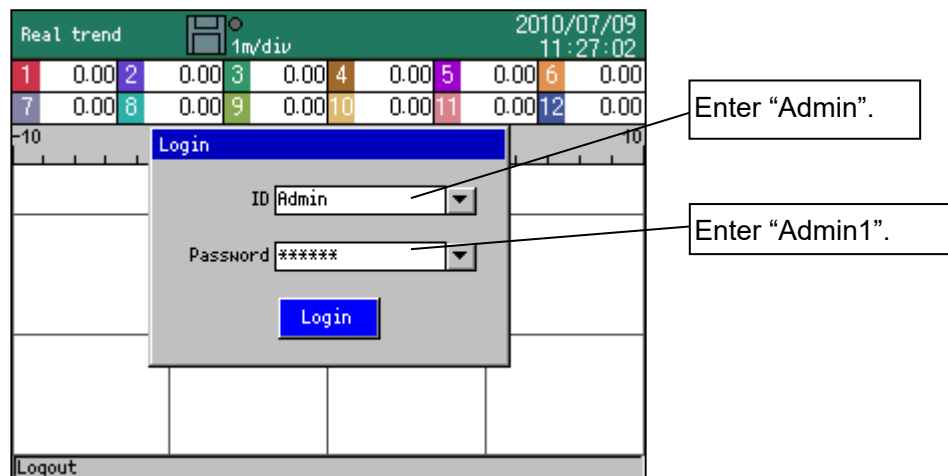 Real trend 1m/div 2010/07/09
11:27:02
1 0.00 2 0.00 3 0.00 4 0.00 5 0.00 6 0.00
7 0.00 8 0.00 9 0.00 10 0.00 11 0.00 12 0.00
-10 10
Login
ID Admin
Password ******
Login
Logout
Enter “Admin”.
Enter “Admin1”.